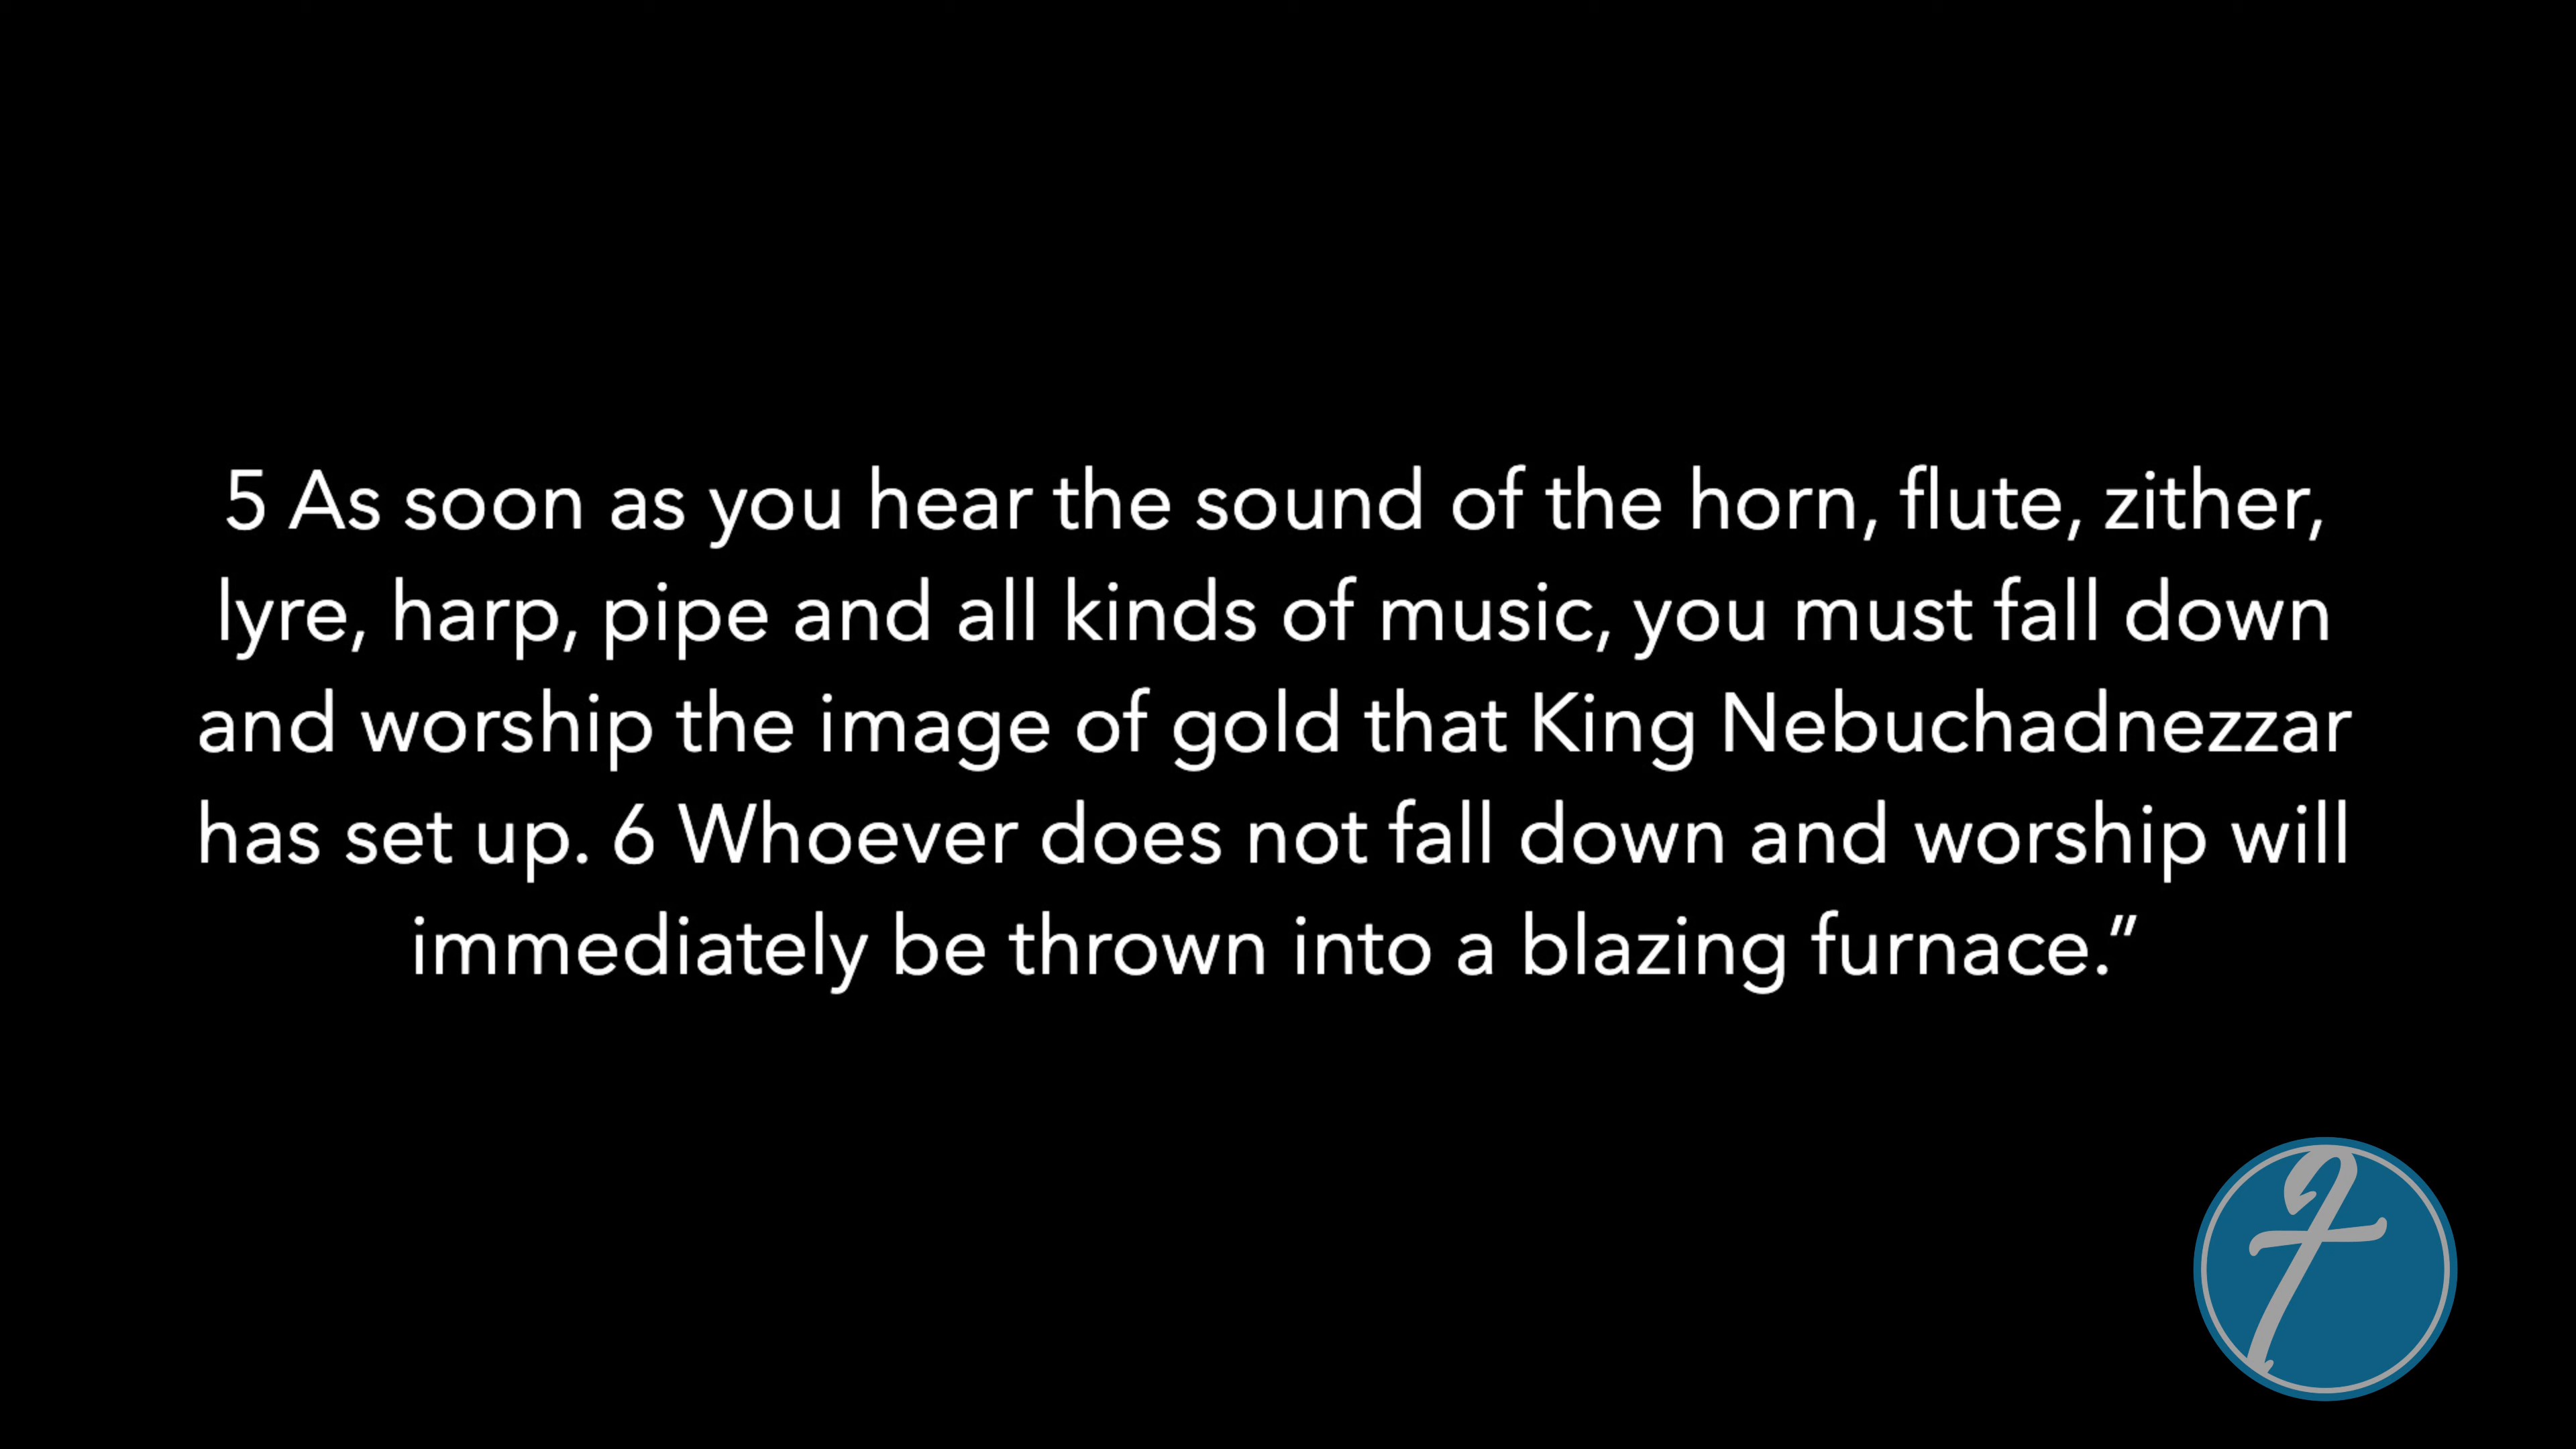 5 As soon as you hear the sound of the horn, flute, zither,
lyre, harp, pipe and all kinds of music, you must fall down
and worship the image of gold that King Nebuchadnezzar
has set up. 6 Whoever does not fall down and worship will
immediately be thrown into a blazing furnace.”